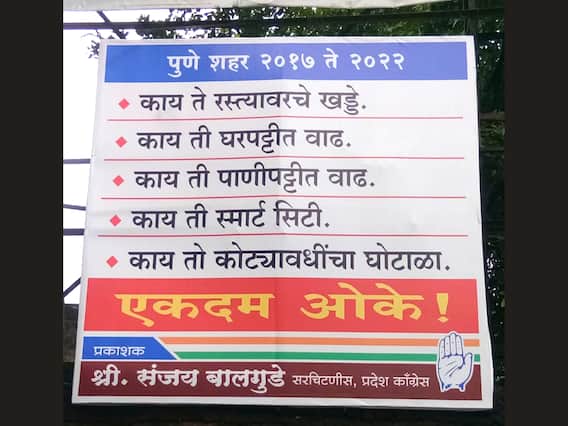 पुणे शहर २०१७ ते २०२२
काय ते रस्त्यावरचे खड्डे.
काय ती घरपट्टीत वाढ.
काय ती पाणीपट्टीत वाढ.
काय ती स्मार्ट सिटी.
काय तो कोट्यावधींचा घोटाळा.
एकदम ओके!
प्रकाशक
श्री. संजय बालगुडे सरचिटणीस, प्रदेश काँग्रेस